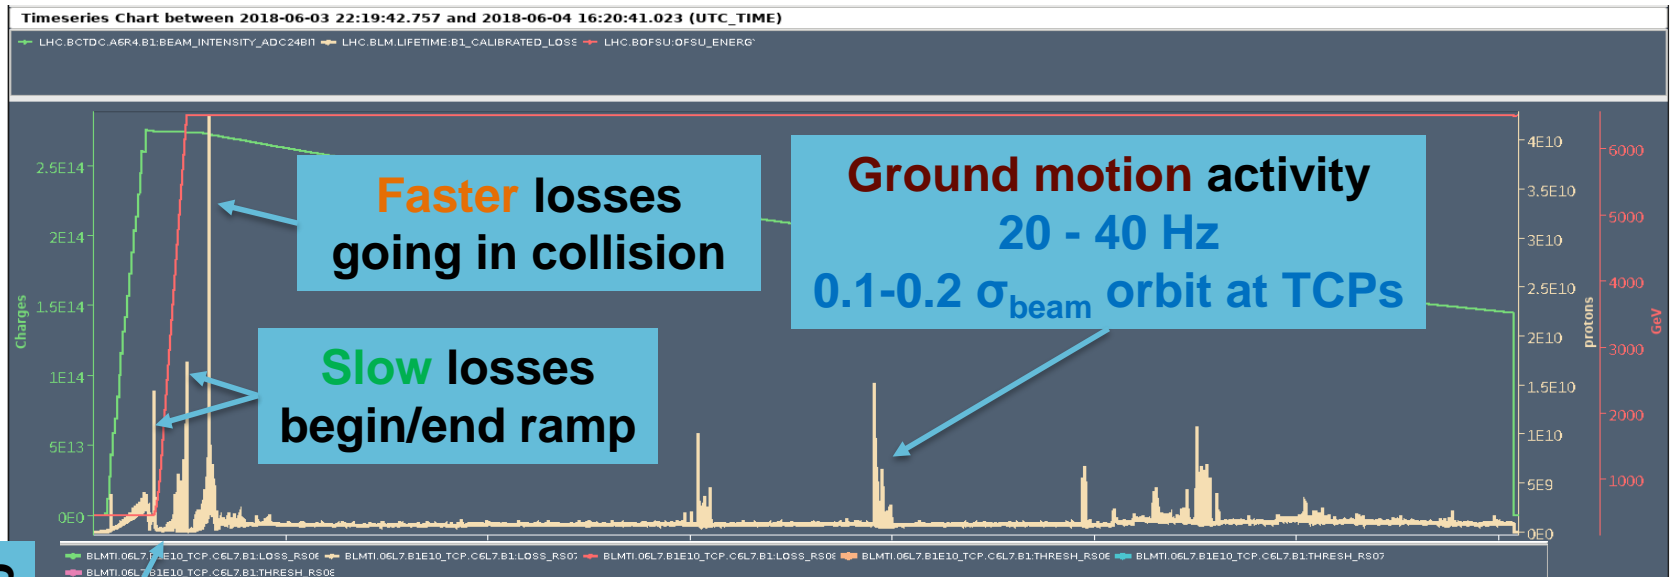 Timeseries Chart between 2018-06-03 22:19:42.757 and 2018-06-04 16:20:41.023 (UTC_TIME)
LHC.BCTDC.A6R4.B1:BEAM_INTENSITY_ADC24BIT LHC.BLM.LIFETIME:B1_CALIBRATED_LOSS LHC.BOFSU:OFSU_ENERG
Charges
2.5E14
2E14
1.5E14
1E14
5E13
0E0
Faster losses
going in collision
Slow losses
begin/end ramp
Ground motion activity
20 - 40 Hz
0.1-0.2 σbeam orbit at TCPs
4E10
3.5E10
3E10
2.5E10
2E10
1.5E10
1E10
5E9
0E0
protons
6000
5000
4000
3000
2000
1000
GeV
BLMTI.06L7.B1E10_TCP.C6L7.B1:LOSS_RS06 BLMTI.06L7.B1E10_TCP.C6L7.B1:LOSS_RS07 BLMTI.06L7.B1E10_TCP.C6L7.B1:LOSS_RS08 BLMTI.06L7.B1E10_TCP.C6L7.B1:THRESH_RS06 BLMTI.06L7.B1E10_TCP.C6L7.B1:THRESH_RS07
BLMTI.06L7.B1E10_TCP.C6L7.B1:THRESH_RS08